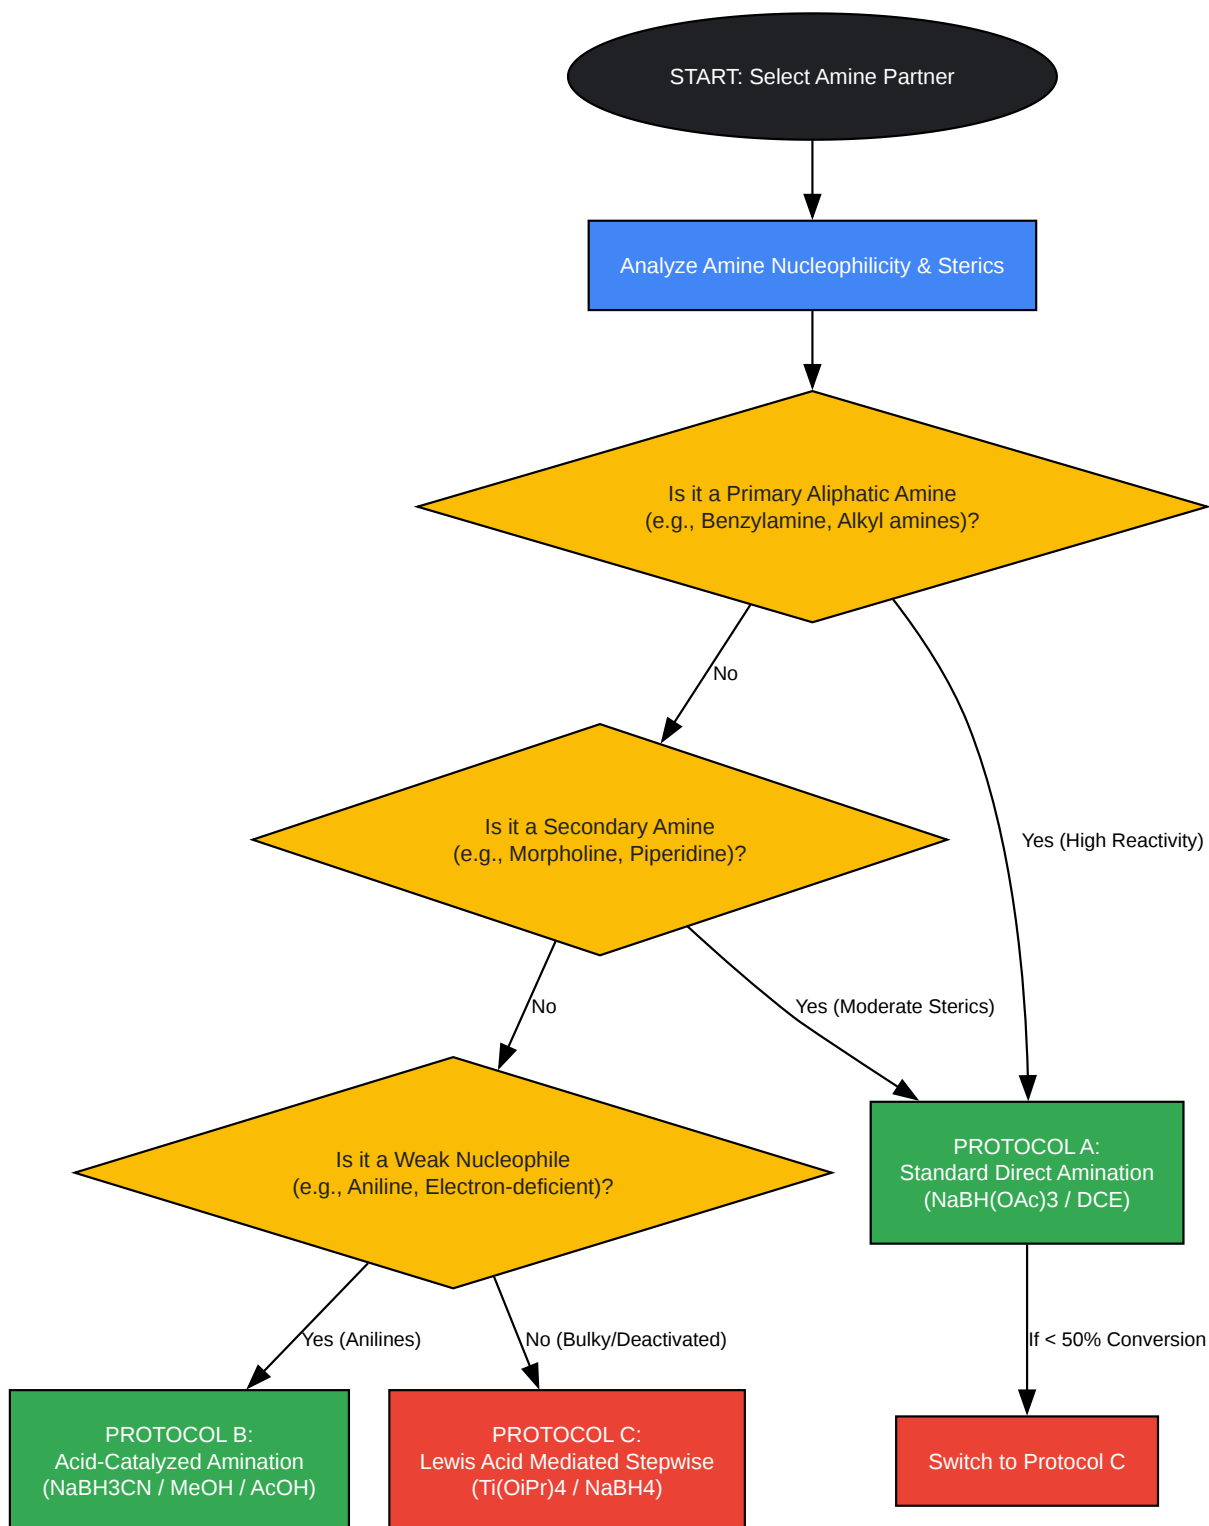 START: Select Amine Partner
Analyze Amine Nucleophilicity & Sterics
Is it a Primary Aliphatic Amine
(e.g., Benzylamine, Alkyl amines)?
No
Yes (High Reactivity)
Is it a Secondary Amine
(e.g., Morpholine, Piperidine)?
No
Yes (Moderate Sterics)
Is it a Weak Nucleophile
(e.g., Aniline, Electron-deficient)?
PROTOCOL A:
Standard Direct Amination
(NaBH(OAc)3 / DCE)
Yes (Anilines)
No (Bulky/Deactivated)
If < 50% Conversion
PROTOCOL B:
Acid-Catalyzed Amination
(NaBH3CN / MeOH / AcOH)
PROTOCOL C:
Lewis Acid Mediated Stepwise
(Ti(OiPr)4 / NaBH4)
Switch to Protocol C